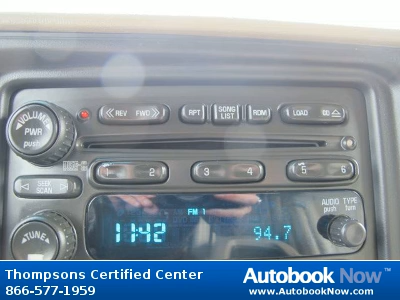 VOLUME
PWR
push
REV FWD
RPT
SONG LIST
RDM
LOAD
1 2
3 4
5 6
SEEK
SCAN
AUDIO TYPE
push turn
FM 1
11:42
94.7
TUNE
Thompsons Certified Center
866-577-1959
Autobook Now
www.AutobookNow.com